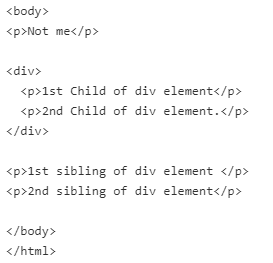 <body>
<p>Not me</p>
<div>
<p>1st Child of div element</p>
<p>2nd Child of div element.</p>
</div>
<p>1st sibling of div element </p>
<p>2nd sibling of div element</p>
</body>
</html>